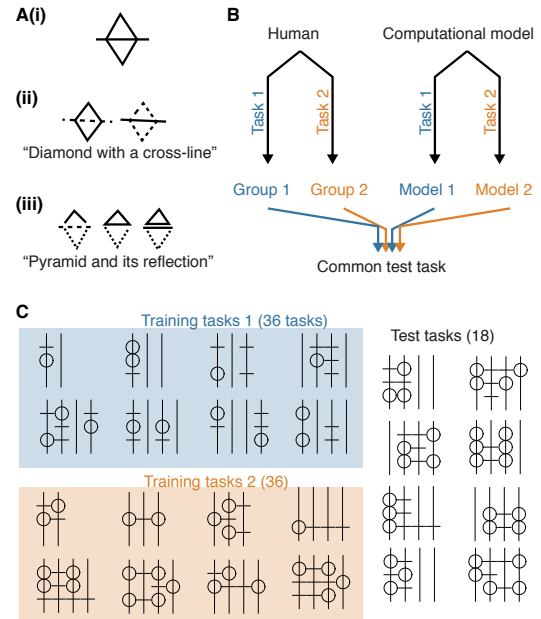 A(i)
(ii)
"Diamond with a cross-line"
(iii)
"Pyramid and its reflection"
B
Human
Computational model
Task 1
Task 2
Task 1
Task 2
Group 1
Group 2
Model 1
Model 2
Common test task
C
Training tasks 1 (36 tasks)
Test tasks (18)
Training tasks 2 (36)